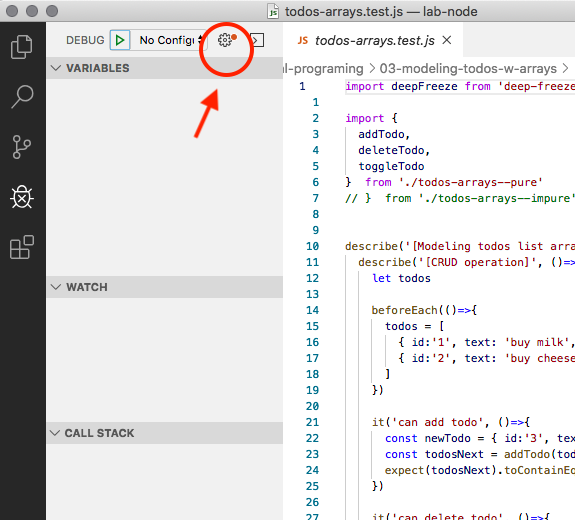 todos-arrays.test.js — lab-node
DEBUG No Configu
JS todos-arrays.test.js
al-programing > 03-modeling-todos-w-arrays
VARIABLES
WATCH
CALL STACK
1 import deepFreeze from 'deep-freeze
1
2 import {
3 addTodo,
4 deleteTodo,
5 toggleTodo
6 } from './todos-arrays--pure'
7 // } from './todos-arrays--impure'
8
9
10 describe('[Modeling todos list arra
11 describe('[CRUD operation]', ()=>
12 let todos
13
14 beforeEach(()=>{
15 todos = [
16 { id:'1', text: 'buy milk',
17 { id:'2', text: 'buy cheese
18 ]
19 })
20
21 it('can add todo', ()=>{
22 const newTodo = { id:'3', tex
23 const todosNext = addTodo(tod
24 expect(todosNext).toContainEq
25 })
26
27 it('can delete todo', ()=>{